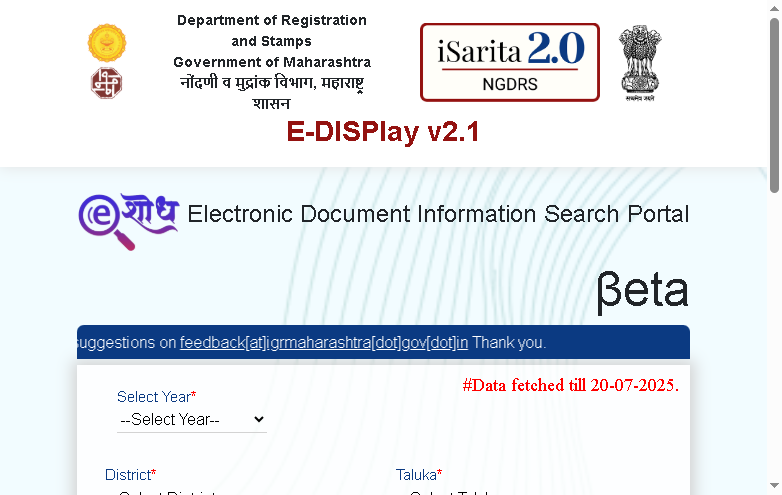 Department of Registration
and Stamps
Government of Maharashtra
नोंदणी व मुद्रांक विभाग, महाराष्ट्र
शासन
iSarita 2.0
NGDRS
सत्यमेव जयते
E-DISPlay v2.1
e शोध Electronic Document Information Search Portal
βeta
suggestions on feedback[at]igrmaharashtra[dot]gov[dot]in Thank you.
#Data fetched till 20-07-2025.
Select Year*
--Select Year--
District*
Taluka*